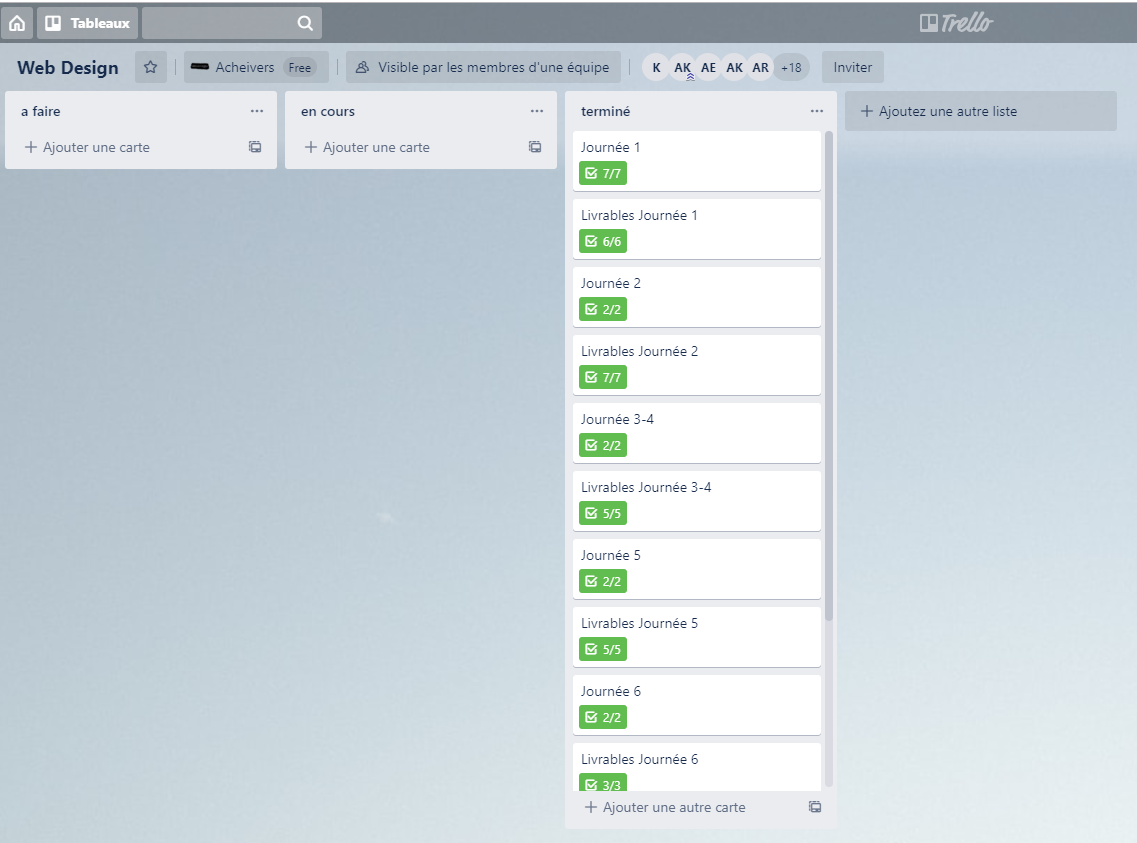 Tableaux
Trello
Web Design
Acheivers Free
Visible par les membres d'une équipe
K AK AE AK AR +18
Inviter
a faire
Ajouter une carte
en cours
Ajouter une carte
terminé
Journée 1
7/7
Livrables Journée 1
6/6
Journée 2
2/2
Livrables Journée 2
7/7
Journée 3-4
2/2
Livrables Journée 3-4
5/5
Journée 5
2/2
Livrables Journée 5
5/5
Journée 6
2/2
Livrables Journée 6
3/3
Ajouter une autre carte
Ajoutez une autre liste